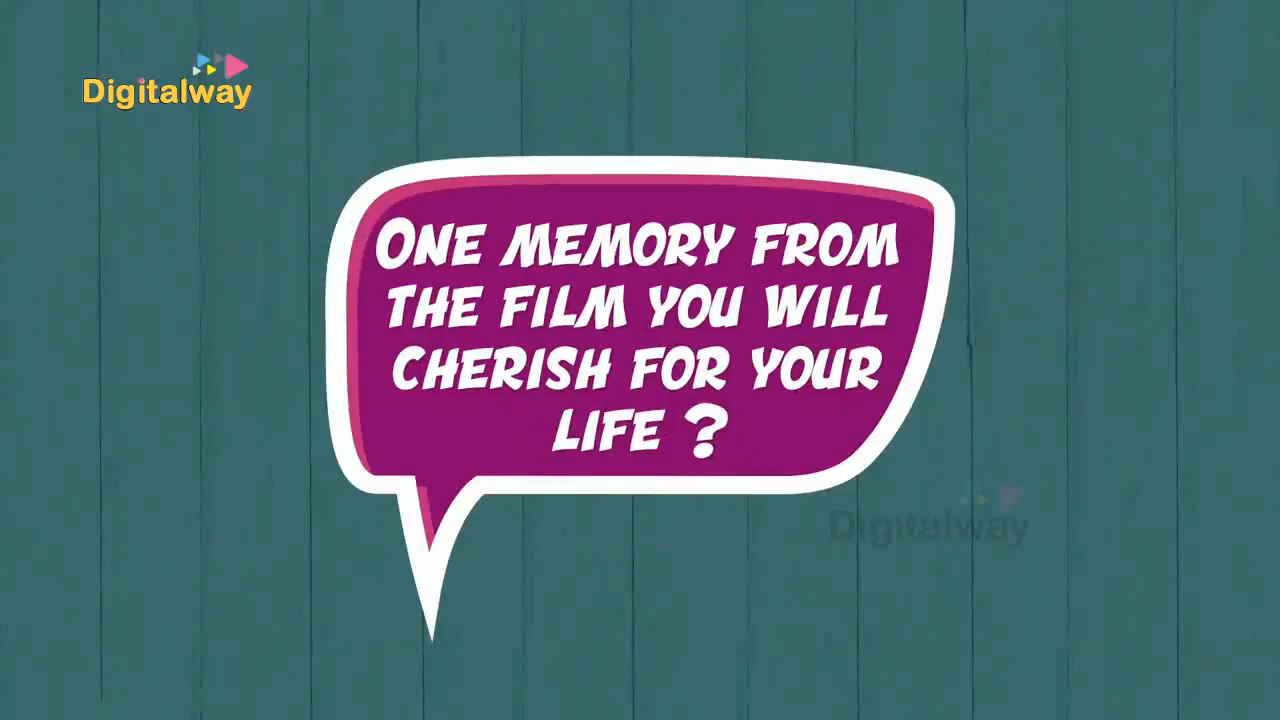 Digitalway
ONE MEMORY FROM
THE FILM YOU WILL
CHERISH FOR YOUR
LIFE ?
Digitalway